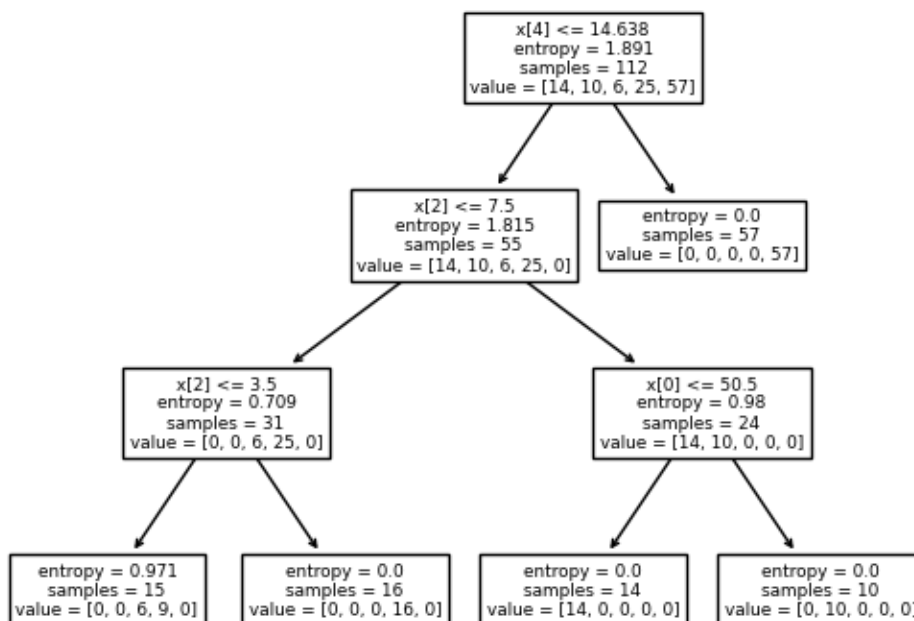 x[4] <= 14.638
entropy = 1.891
samples = 112
value = [14, 10, 6, 25, 57]
x[2] <= 7.5
entropy = 1.815
samples = 55
value = [14, 10, 6, 25, 0]
entropy = 0.0
samples = 57
value = [0, 0, 0, 0, 57]
x[2] <= 3.5
entropy = 0.709
samples = 31
value = [0, 0, 6, 25, 0]
x[0] <= 50.5
entropy = 0.98
samples = 24
value = [14, 10, 0, 0, 0]
entropy = 0.971
samples = 15
value = [0, 0, 6, 9, 0]
entropy = 0.0
samples = 16
value = [0, 0, 0, 16, 0]
entropy = 0.0
samples = 14
value = [14, 0, 0, 0, 0]
entropy = 0.0
samples = 10
value = [0, 10, 0, 0, 0]